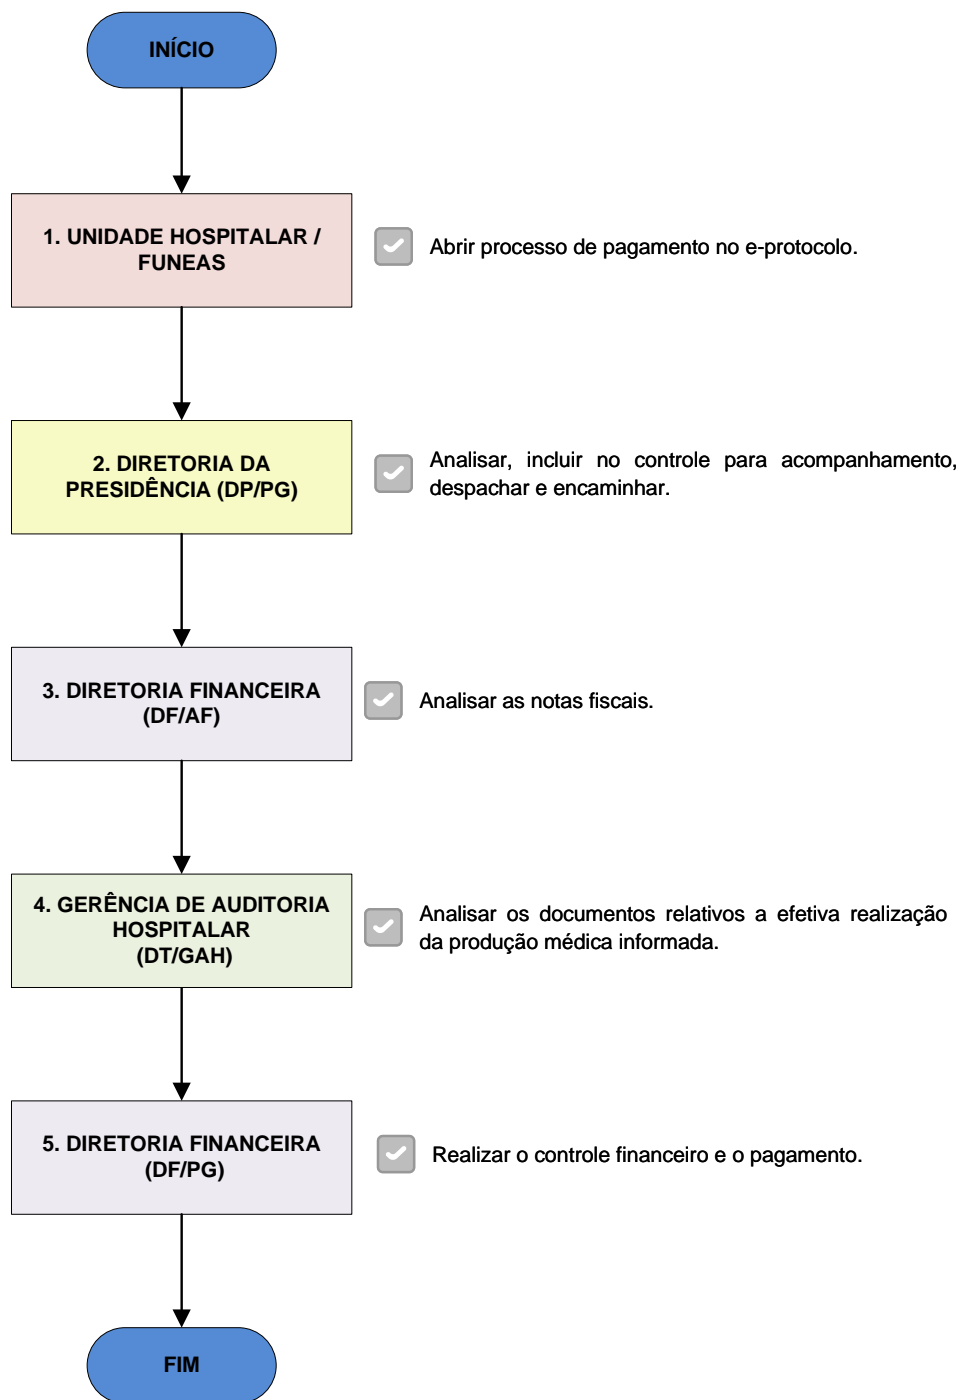 INÍCIO
1. UNIDADE HOSPITALAR /
FUNEAS
Abrir processo de pagamento no e-protocolo.
2. DIRETORIA DA
PRESIDÊNCIA (DP/PG)
Analisar, incluir no controle para acompanhamento,
despachar e encaminhar.
3. DIRETORIA FINANCEIRA
(DF/AF)
Analisar as notas fiscais.
4. GERÊNCIA DE AUDITORIA
HOSPITALAR
(DT/GAH)
Analisar os documentos relativos a efetiva realização
da produção médica informada.
5. DIRETORIA FINANCEIRA
(DF/PG)
Realizar o controle financeiro e o pagamento.
FIM